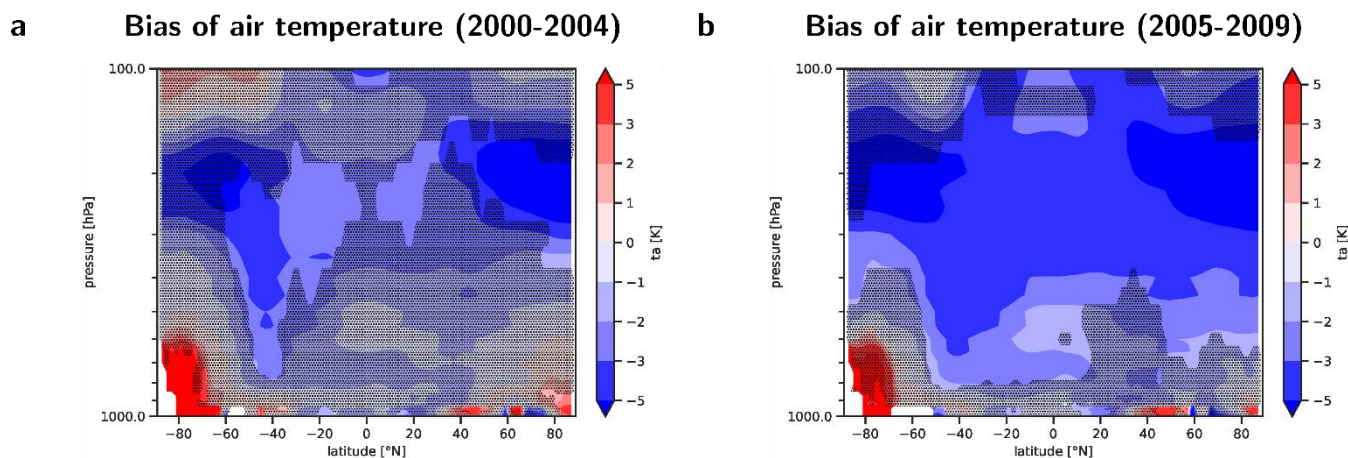 a Bias of air temperature (2000-2004)
100.0
1000.0
pressure [hPa]
−80 −60 −40 −20 0 20 40 60 80
latitude [°N]
5
3
2
1
0
−1
−2
−3
−5
ta [K]
b Bias of air temperature (2005-2009)
100.0
1000.0
pressure [hPa]
−80 −60 −40 −20 0 20 40 60 80
latitude [°N]
5
3
2
1
0
−1
−2
−3
−5
ta [K]